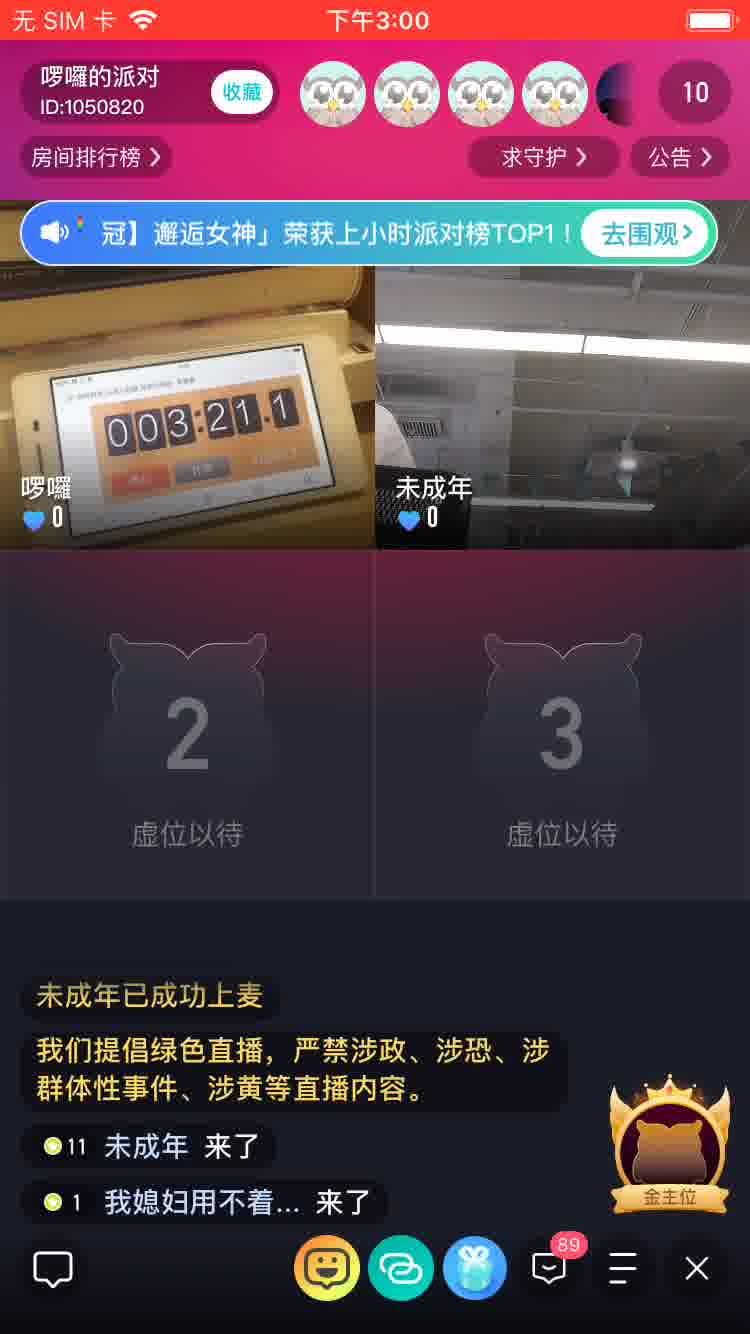 无 SIM 卡
下午3:00
啰囉的派对
ID:1050820
收藏
10
房间排行榜
求守护
公告
冠】邂逅女神」荣获上小时派对榜TOP1！
去围观
003:21.1
啰囉
0
未成年
0
2
虚位以待
3
虚位以待
未成年已成功上麦
我们提倡绿色直播，严禁涉政、涉恐、涉
群体性事件、涉黄等直播内容。
11 未成年 来了
金主位
1 我媳妇用不着... 来了
89